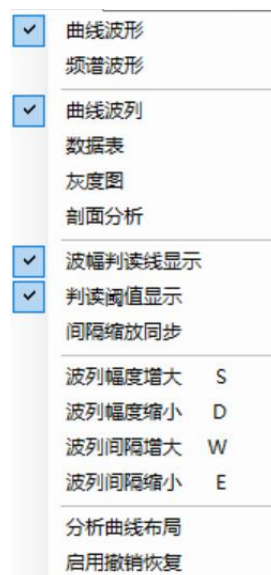 曲线波形
频谱波形
曲线波列
数据表
灰度图
剖面分析
波幅判读线显示
判读阈值显示
间隔缩放同步
波列幅度增大 S
波列幅度缩小 D
波列间隔增大 W
波列间隔缩小 E
分析曲线布局
启用撤销恢复